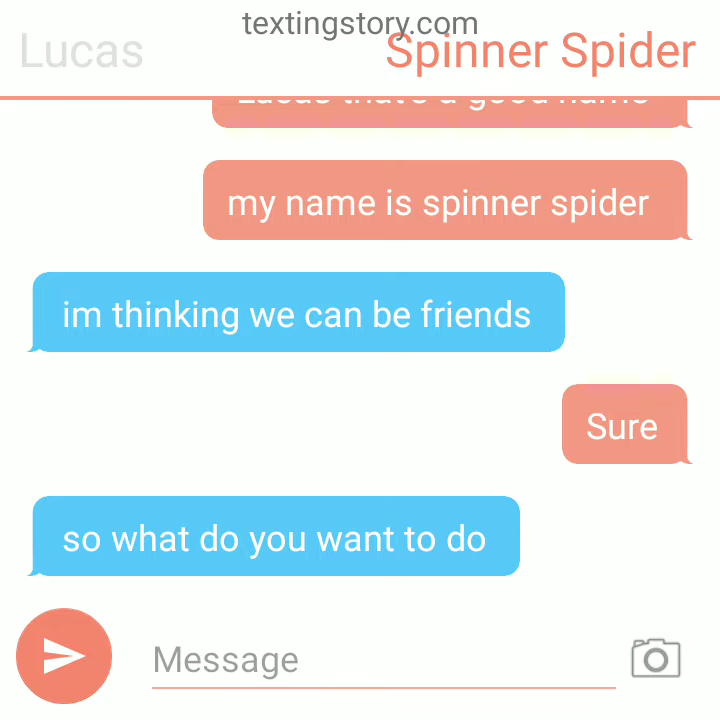 textingstory.com
Lucas
Spinner Spider
my name is spinner spider
im thinking we can be friends
Sure
so what do you want to do
Message